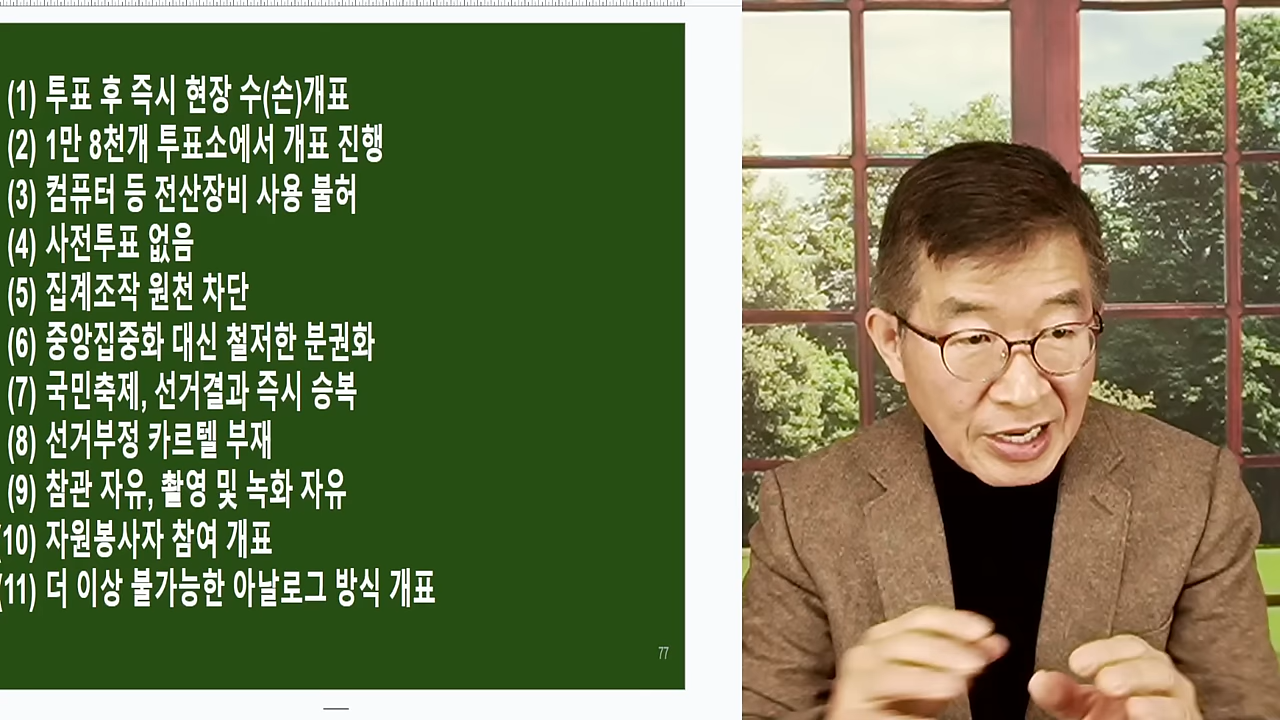 (1) 투표 후 즉시 현장 수(손)개표
(2) 1만 8천개 투표소에서 개표 진행
(3) 컴퓨터 등 전산장비 사용 불허
(4) 사전투표 없음
(5) 집계조작 원천 차단
(6) 중앙집중화 대신 철저한 분권화
(7) 국민축제, 선거결과 즉시 승복
(8) 선거부정 카르텔 부재
(9) 참관 자유, 촬영 및 녹화 자유
(10) 자원봉사자 참여 개표
(11) 더 이상 불가능한 아날로그 방식 개표
77